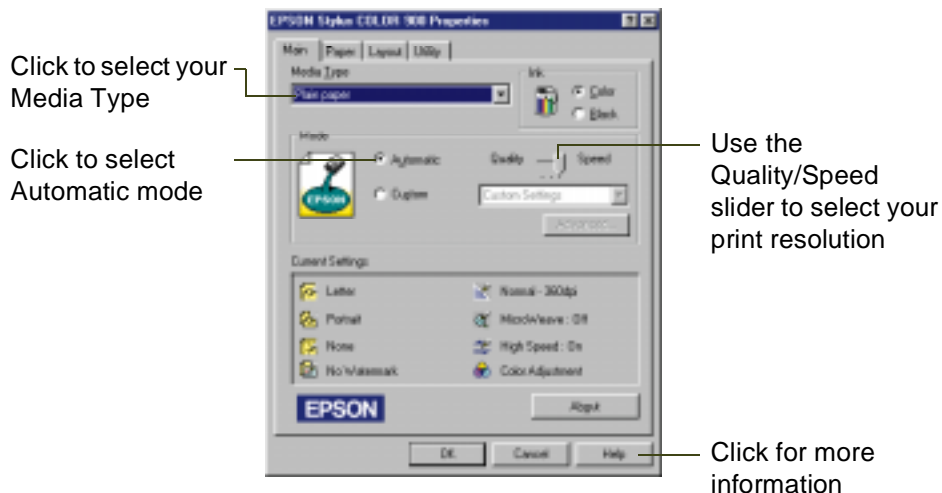 EPSON Stylus COLOR 900 Properties
Main Paper Layout Utility
Click to select your
Media Type
Media Type
Plain paper
Ink
Color
Black
Mode
Click to select
Automatic mode
Automatic
Custom
EPSON
Quality Speed
Custom Settings
Advanced...
Use the
Quality/Speed
slider to select your
print resolution
Current Settings
Letter
Portrait
None
No Watermark
Normal - 360dpi
MicroWeave : Off
High Speed : On
Color Adjustment
EPSON
About
OK
Cancel
Help
Click for more
information